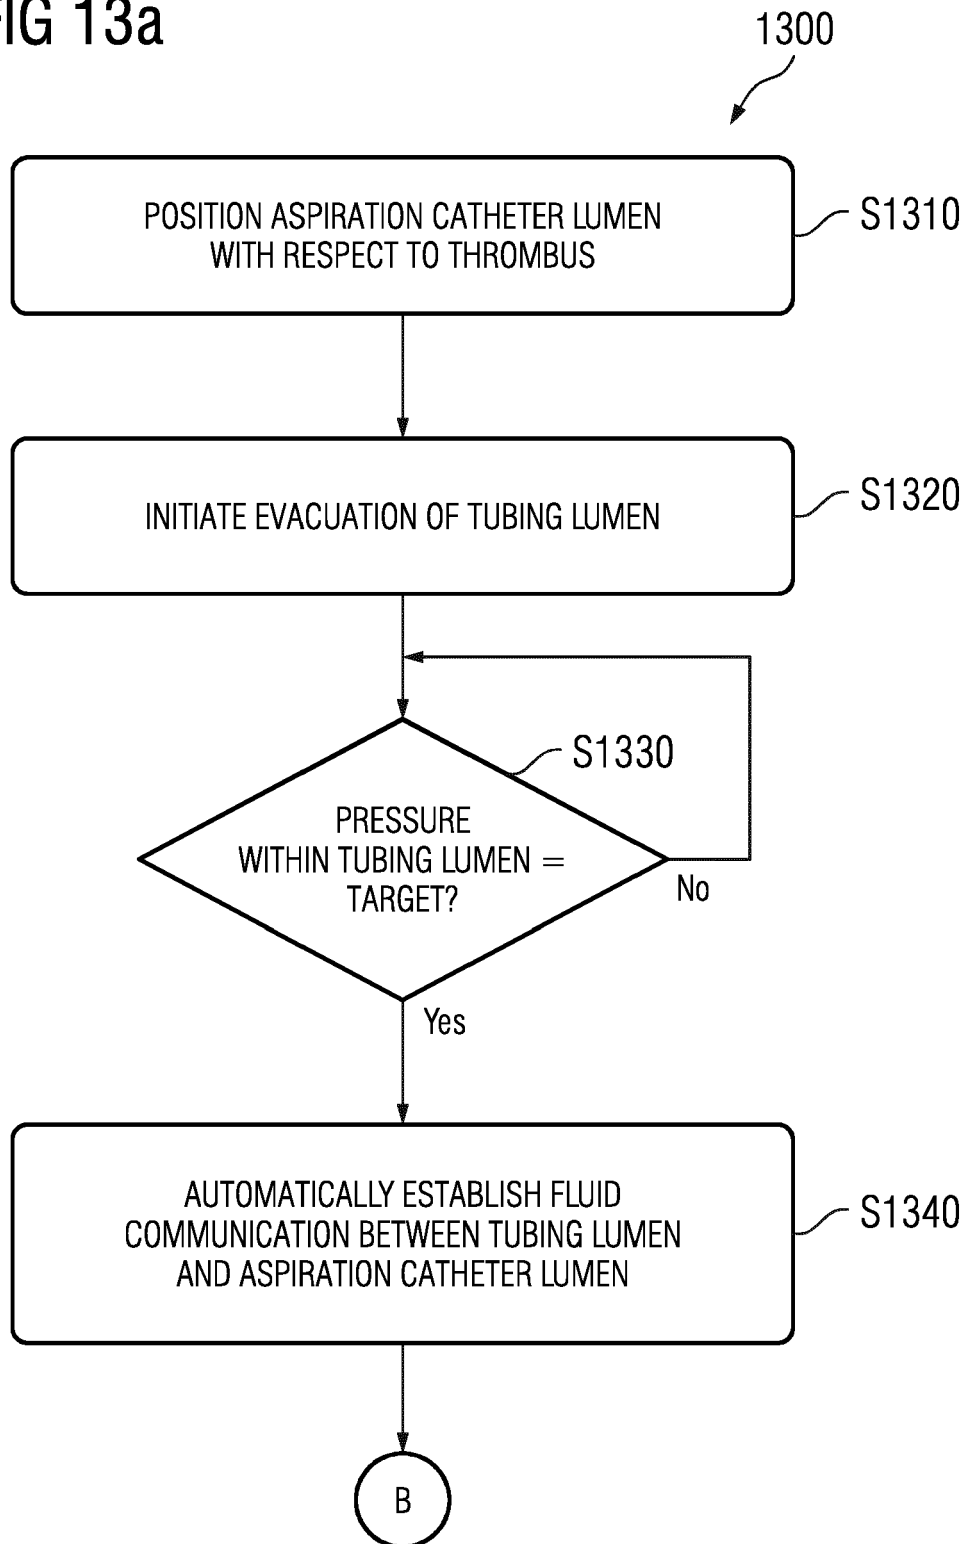 FIG 13a
1300
POSITION ASPIRATION CATHETER LUMEN
WITH RESPECT TO THROMBUS
S1310
INITIATE EVACUATION OF TUBING LUMEN
S1320
S1330
PRESSURE
WITHIN TUBING LUMEN =
TARGET?
No
Yes
AUTOMATICALLY ESTABLISH FLUID
COMMUNICATION BETWEEN TUBING LUMEN
AND ASPIRATION CATHETER LUMEN
S1340
B